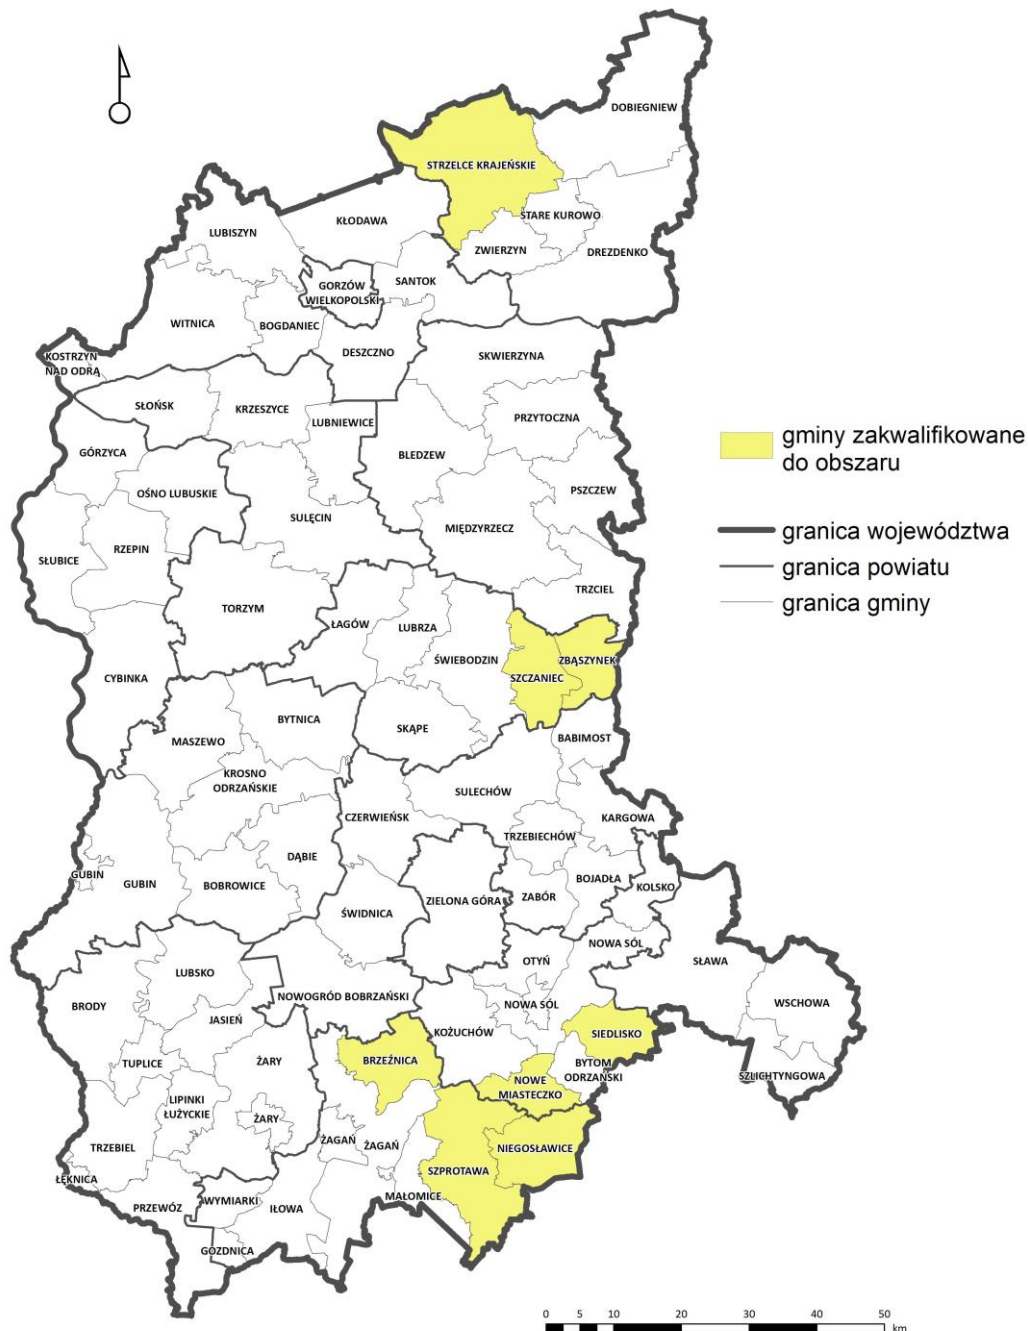 DOBIEGNIEW
STRZELCE KRAJEŃSKIE
STARE KUROWO
KŁODAWA
LUBISZYN
ZWIERZYN
DREZDENKO
SANTOK
GORZÓW
WIELKOPOLSKI
WITNICA
BOGDANIEC
DESZCZNO
SKWIERZYNA
KOSTRZYN
NAD ODRĄ
SŁOŃSK
KRZESZYCE
LUBNIEWICE
PRZYTOCZNA
GÓRZYCA
BLEDZEW
gminy zakwalifikowane
do obszaru
OŚNO LUBUSKIE
PSZCZEW
SULĘCIN
MIĘDZYRZECZ
granica województwa
SŁUBICE
RZEPIN
granica powiatu
TRZCIEL
granica gminy
TORZYM
ŁAGÓW
LUBRZA
ŚWIEBODZIN
ZBĄSZYNEK
SZCZANIEC
CYBINKA
BYTNICA
SKĄPE
MASZEWO
BABIMOST
KROSNO
ODRZAŃSKIE
SULECHÓW
CZERWIEŃSK
KARGOWA
TRZEBIECHÓW
DĄBIE
GUBIN
GUBIN
BOBROWICE
BOJADŁA
KOLSKO
ZABÓR
ZIELONA GÓRA
ŚWIDNICA
NOWA SÓL
OTYŃ
SŁAWA
LUBSKO
BRODY
NOWOGRÓD BOBRZAŃSKI
NOWA SÓL
WSCHOWA
JASIEŃ
KOŻUCHÓW
SIEDLISKO
TUPLICE
ŻARY
BRZEŹNICA
BYTOM
ODRZAŃSKI
SZLICHTYNGOWA
NOWE
MIASTECZKO
LIPINKI
ŁUŻYCKIE
ŻARY
ŻAGAŃ
ŻAGAŃ
TRZEBIEL
NIEGOSŁAWICE
SZPROTAWA
ŁĘKNICA
MAŁOMICE
PRZEWÓZ
WYMIARKI
IŁOWA
GOZDNICA
0 5 10 20 30 40 50
km